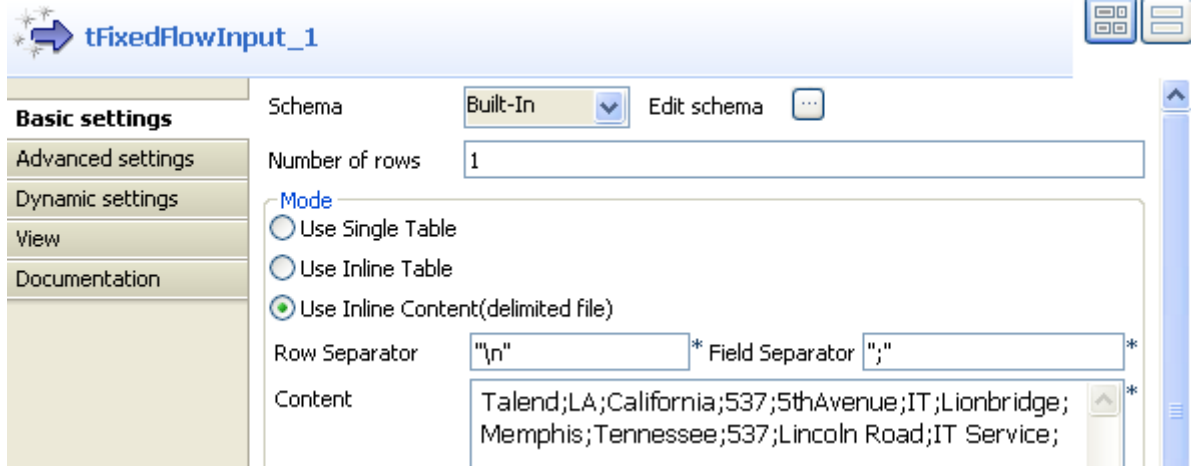 tFixedFlowInput_1
Basic settings
Advanced settings
Dynamic settings
View
Documentation
Schema Built-In Edit schema ...
Number of rows 1
Mode
Use Single Table
Use Inline Table
Use Inline Content(delimited file)
Row Separator "\n" * Field Separator ";" *
Content Talend;LA;California;537;5thAvenue;IT;Lionbridge; *
Memphis;Tennessee;537;Lincoln Road;IT Service;